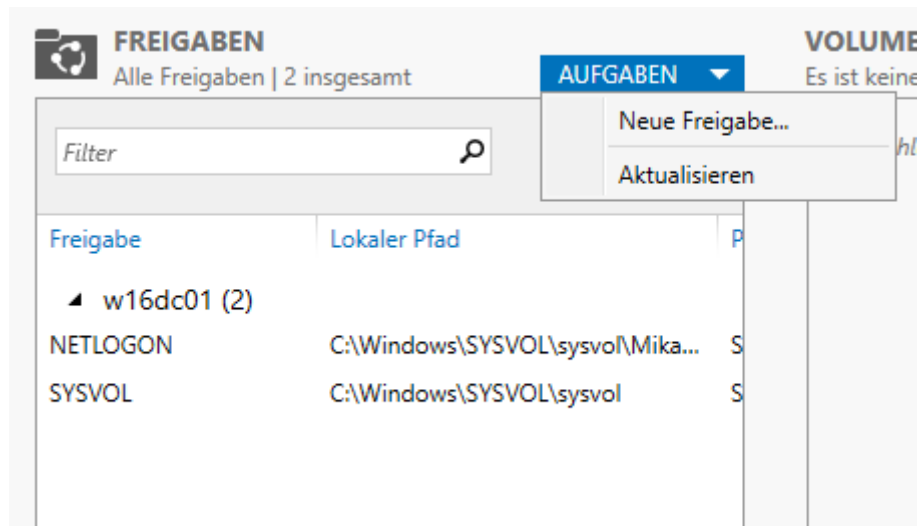 FREIGABEN
Alle Freigaben | 2 insgesamt
AUFGABEN
Neue Freigabe...
Aktualisieren
Filter
Freigabe Lokaler Pfad P
w16dc01 (2)
NETLOGON C:\Windows\SYSVOL\sysvol\Mika... S
SYSVOL C:\Windows\SYSVOL\sysvol S
VOLUME
Es ist keine
hl